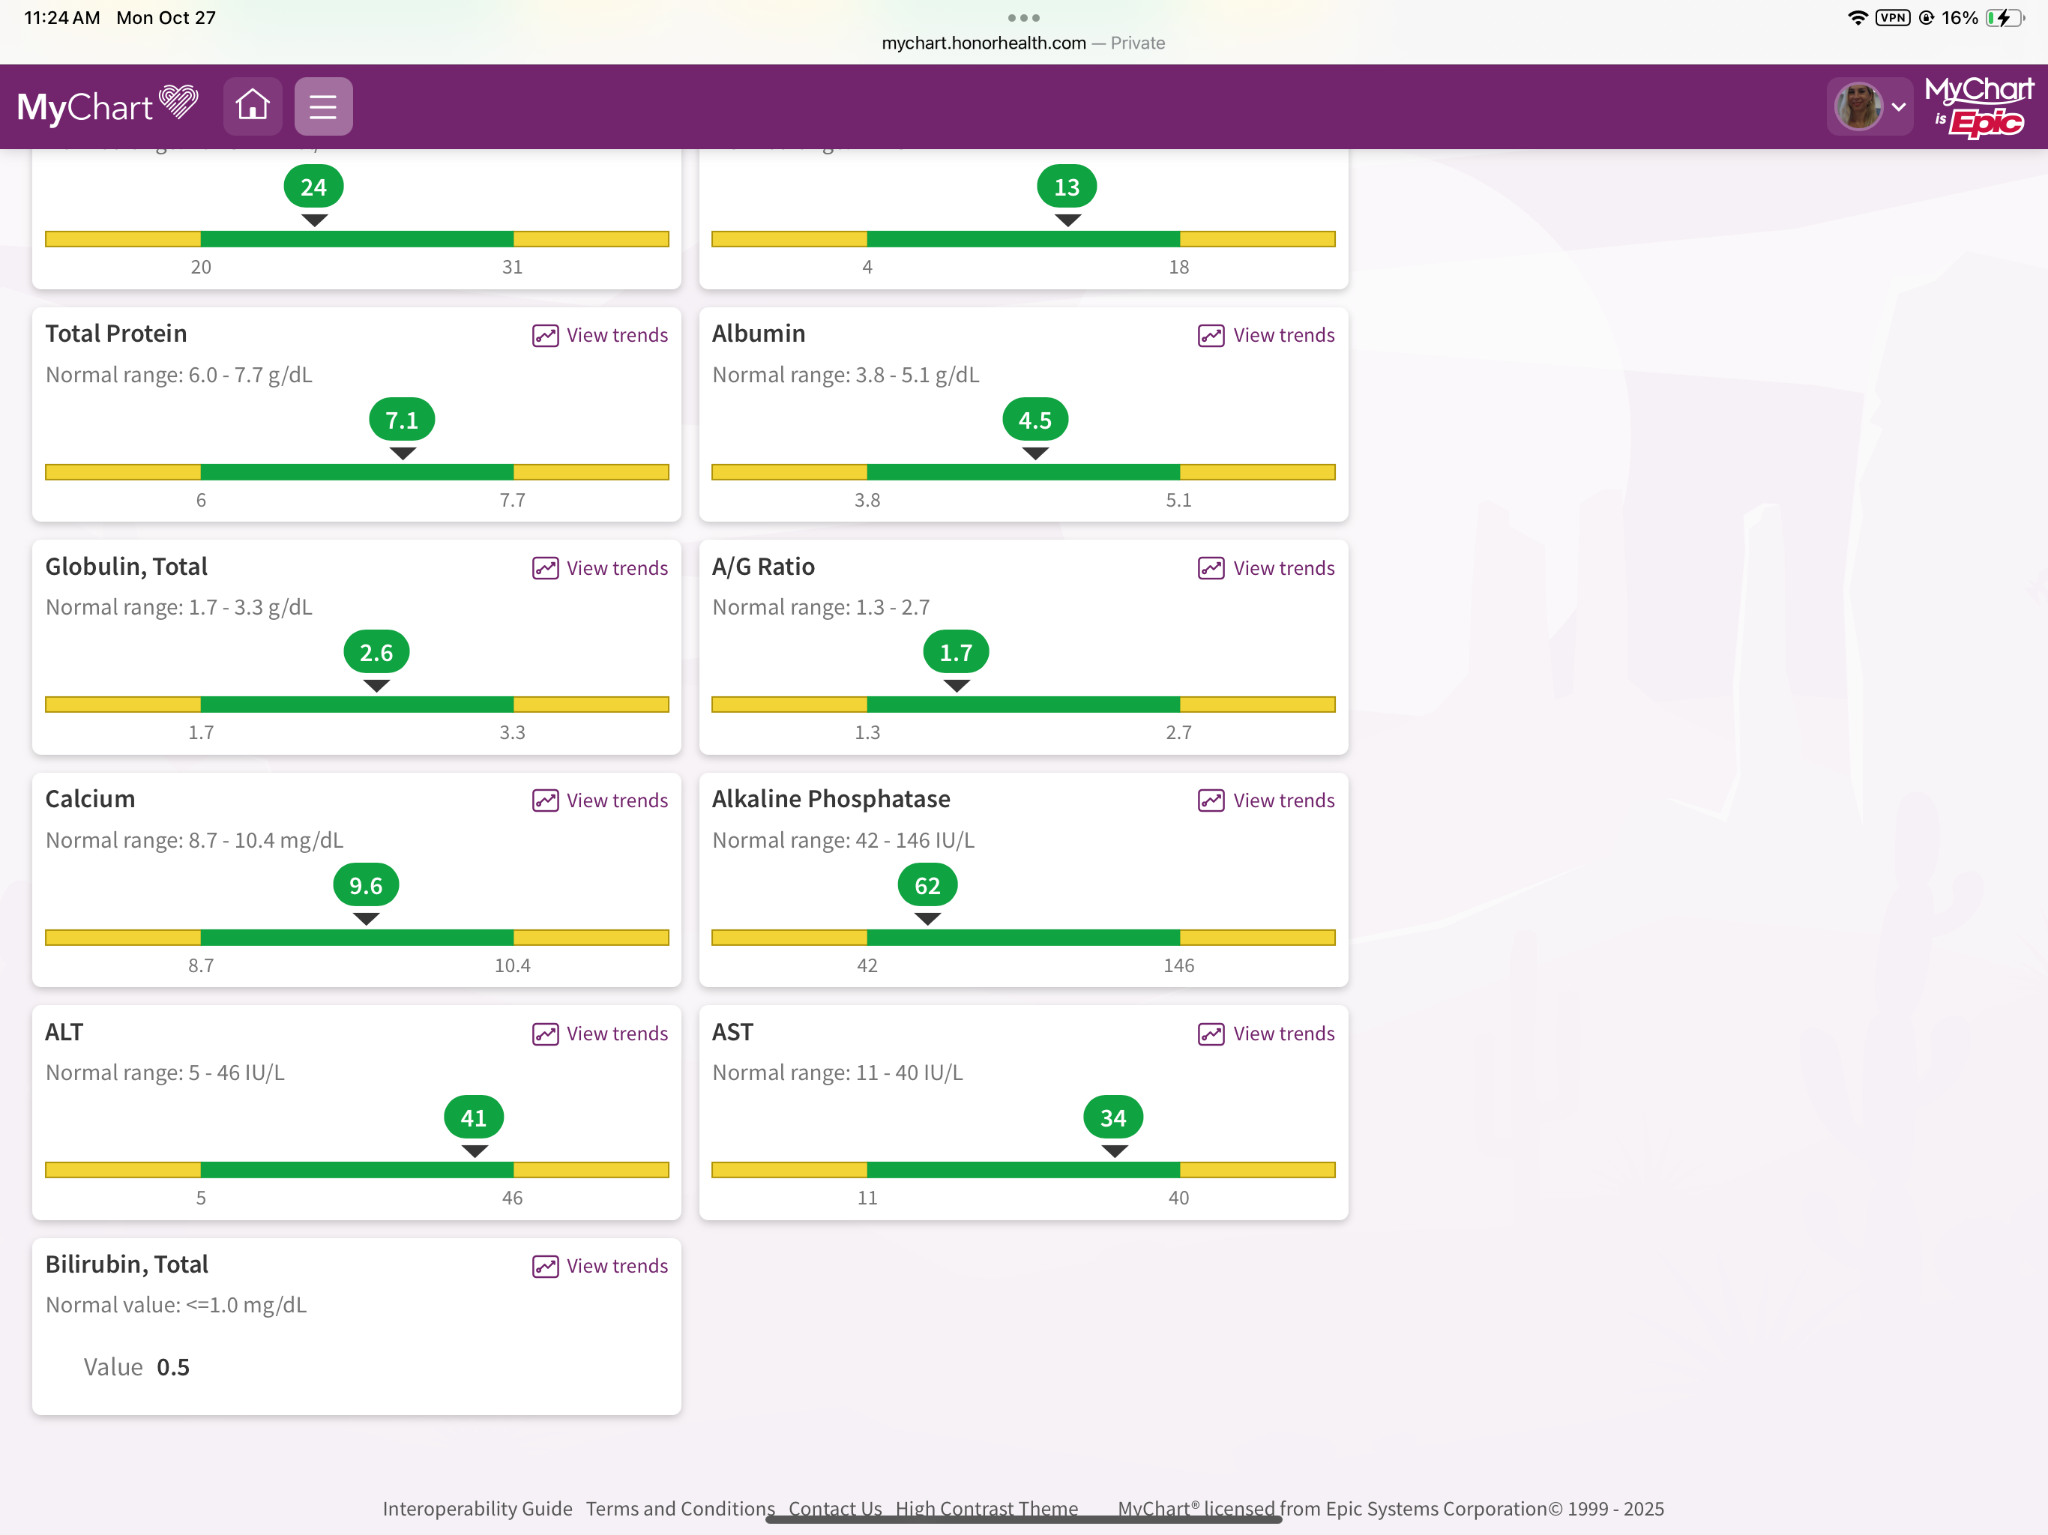 11:24 AM Mon Oct 27
VPN 16%
mychart.honorhealth.com — Private
MyChart
MyChart
is Epic
24
20 31
13
4 18
Total Protein View trends
Normal range: 6.0 - 7.7 g/dL
7.1
6 7.7
Albumin View trends
Normal range: 3.8 - 5.1 g/dL
4.5
3.8 5.1
Globulin, Total View trends
Normal range: 1.7 - 3.3 g/dL
2.6
1.7 3.3
A/G Ratio View trends
Normal range: 1.3 - 2.7
1.7
1.3 2.7
Calcium View trends
Normal range: 8.7 - 10.4 mg/dL
9.6
8.7 10.4
Alkaline Phosphatase View trends
Normal range: 42 - 146 IU/L
62
42 146
ALT View trends
Normal range: 5 - 46 IU/L
41
5 46
AST View trends
Normal range: 11 - 40 IU/L
34
11 40
Bilirubin, Total View trends
Normal value: <=1.0 mg/dL
Value 0.5
Interoperability Guide Terms and Conditions Contact Us High Contrast Theme MyChart® licensed from Epic Systems Corporation© 1999 - 2025